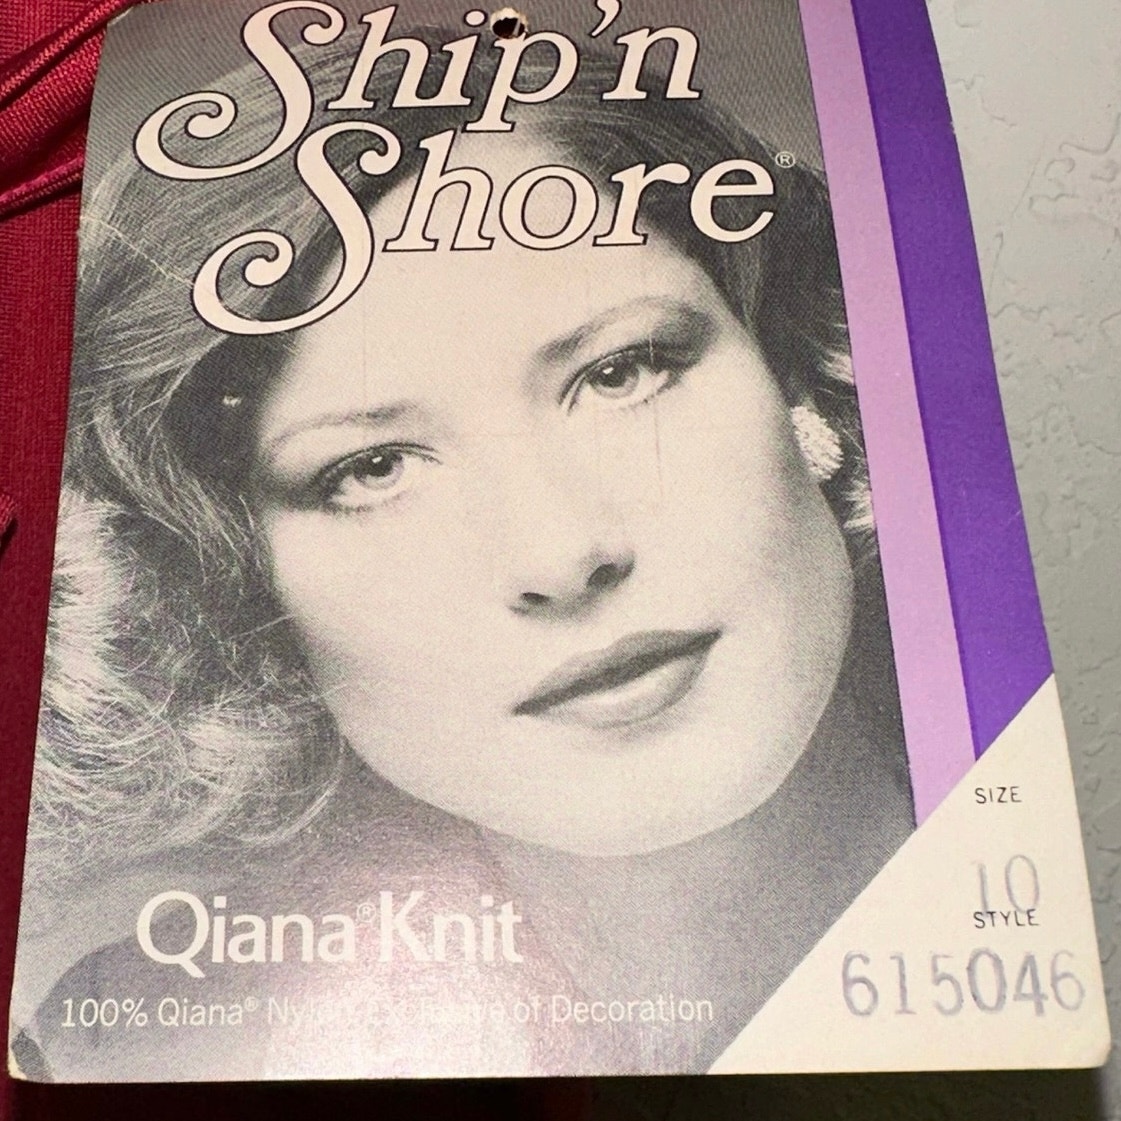 Ship'n
Shore®
Qiana® Knit
100% Qiana® Nylon Exclusive of Decoration
SIZE
10
STYLE
615046